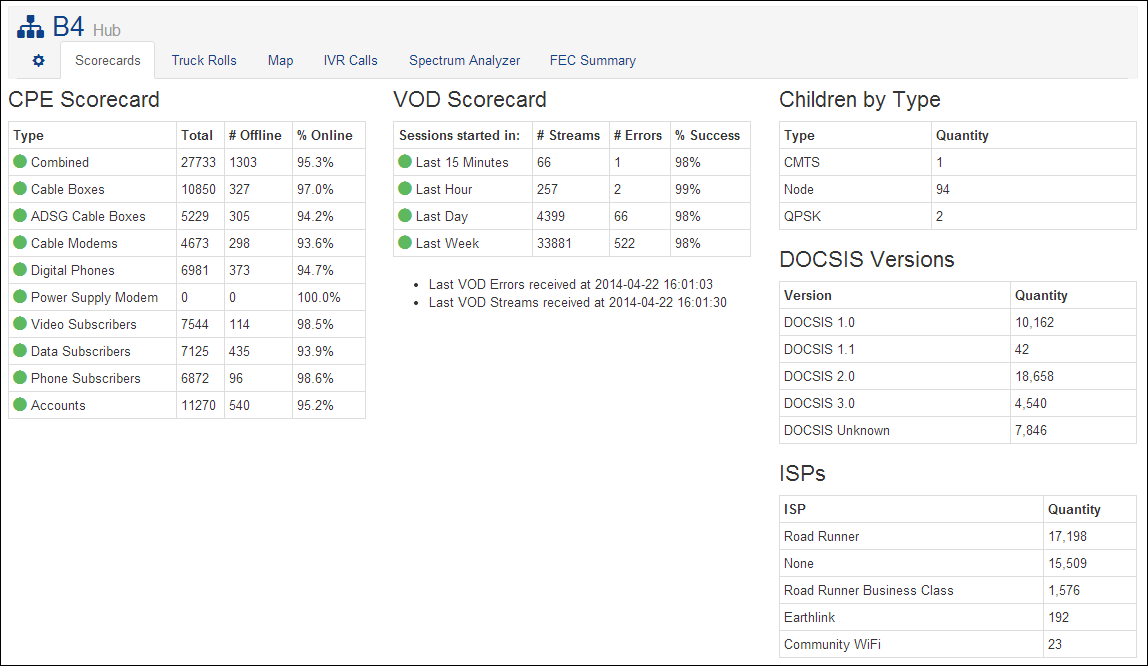 B4 Hub
Scorecards Truck Rolls Map IVR Calls Spectrum Analyzer FEC Summary
CPE Scorecard
Type Total # Offline % Online
Combined 27733 1303 95.3%
Cable Boxes 10850 327 97.0%
ADSG Cable Boxes 5229 305 94.2%
Cable Modems 4673 298 93.6%
Digital Phones 6981 373 94.7%
Power Supply Modem 0 0 100.0%
Video Subscribers 7544 114 98.5%
Data Subscribers 7125 435 93.9%
Phone Subscribers 6872 96 98.6%
Accounts 11270 540 95.2%
VOD Scorecard
Sessions started in: # Streams # Errors % Success
Last 15 Minutes 66 1 98%
Last Hour 257 2 99%
Last Day 4399 66 98%
Last Week 33881 522 98%
• Last VOD Errors received at 2014-04-22 16:01:03
• Last VOD Streams received at 2014-04-22 16:01:30
Children by Type
Type Quantity
CMTS 1
Node 94
QPSK 2
DOCSIS Versions
Version Quantity
DOCSIS 1.0 10,162
DOCSIS 1.1 42
DOCSIS 2.0 18,658
DOCSIS 3.0 4,540
DOCSIS Unknown 7,846
ISPs
ISP Quantity
Road Runner 17,198
None 15,509
Road Runner Business Class 1,576
Earthlink 192
Community WiFi 23